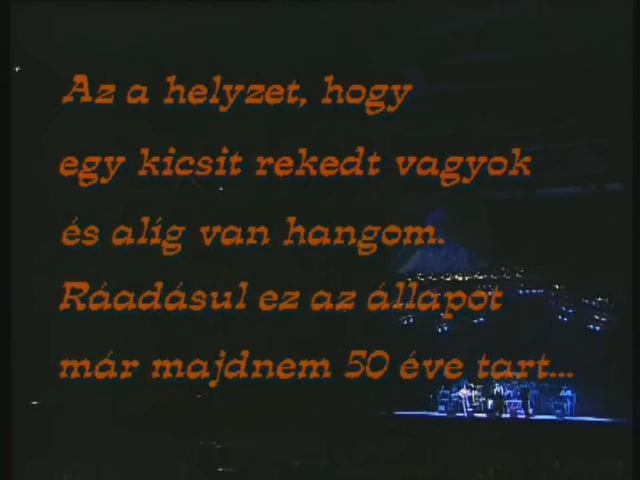 Az a helyzet, hogy
egy kicsit rekedt vagyok
és alíg van hangom.
Ráadásul ez az állapot
már majdnem 50 éve tart...